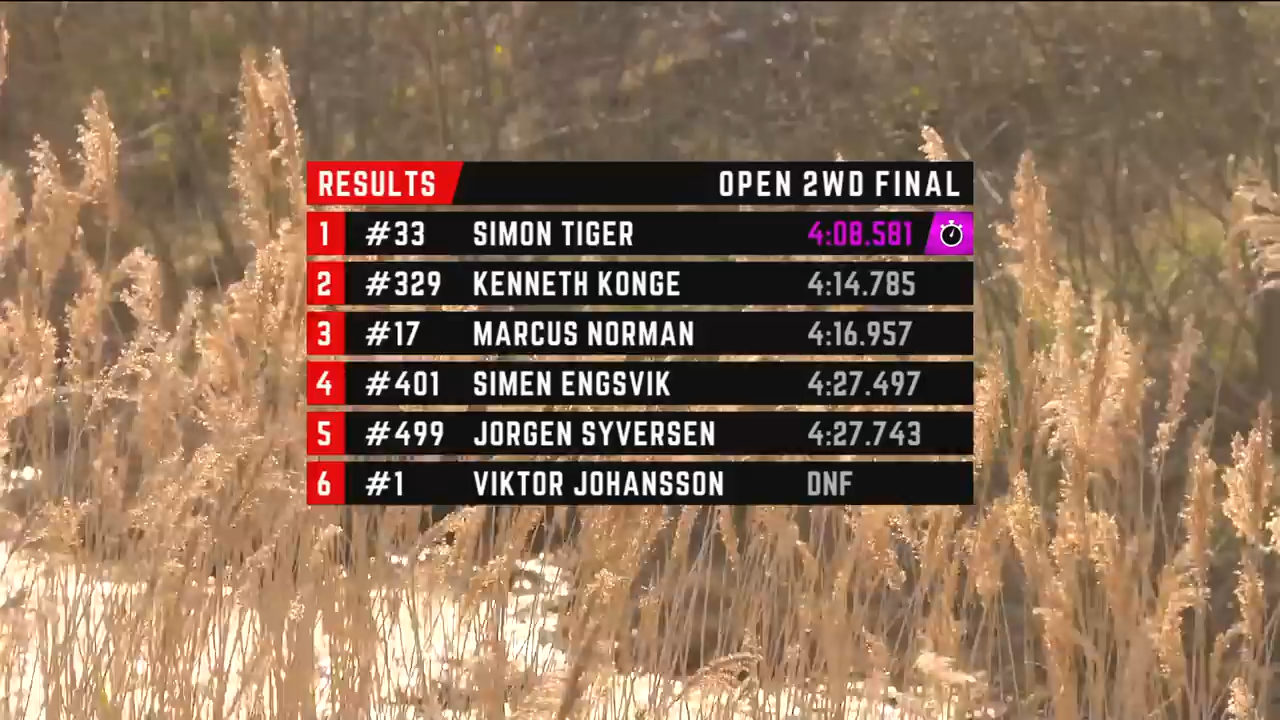 RESULTS OPEN 2WD FINAL
1 #33 SIMON TIGER 4:08.581
2 #329 KENNETH KONGE 4:14.785
3 #17 MARCUS NORMAN 4:16.957
4 #401 SIMEN ENGSVIK 4:27.497
5 #499 JORGEN SYVERSEN 4:27.743
6 #1 VIKTOR JOHANSSON DNF